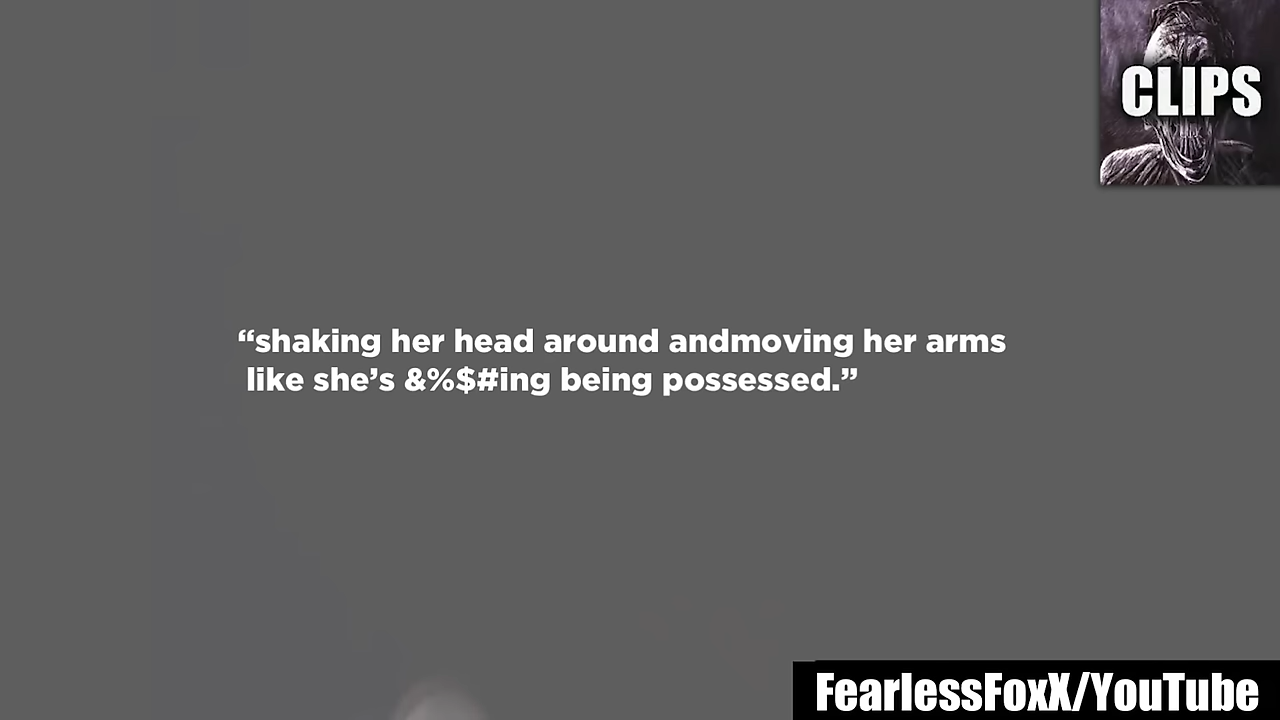 CLIPS
“shaking her head around andmoving her arms
like she’s &%$#ing being possessed.”
FearlessFoxX/YouTube